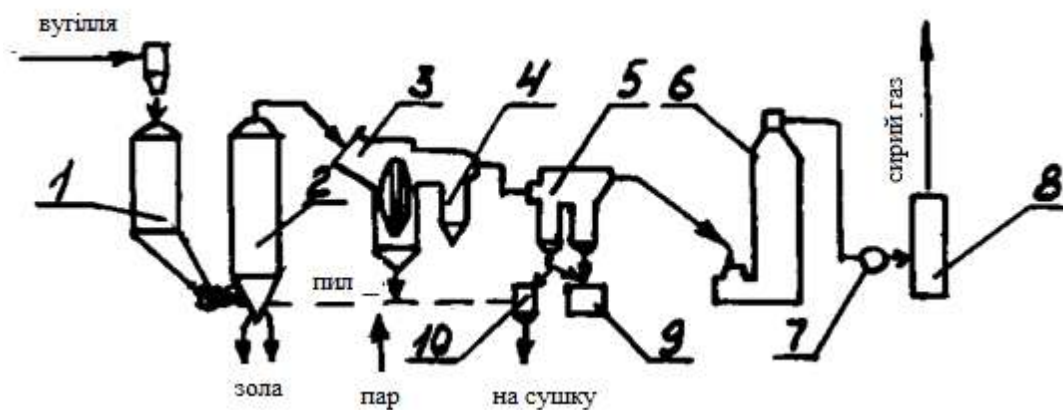 вугілля
3
4
5
6
сирий газ
1
2
8
пил
7
10
9
зола
пар
на сушку